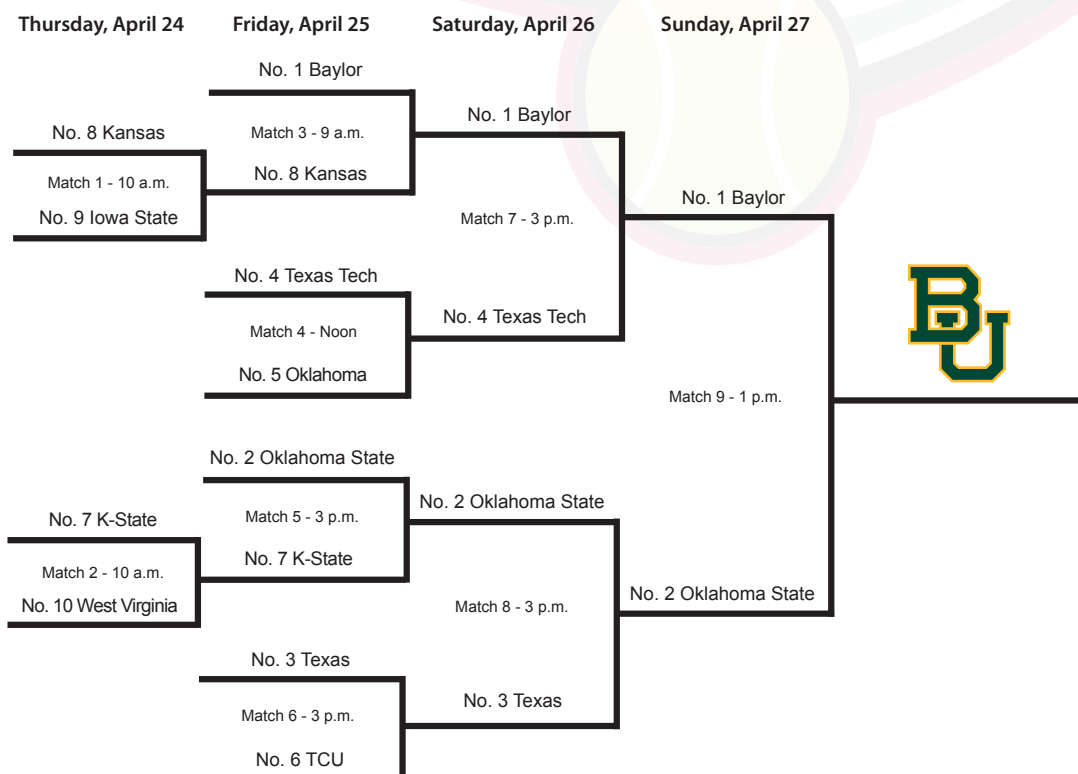 Thursday, April 24
Friday, April 25
Saturday, April 26
Sunday, April 27
No. 1 Baylor
No. 1 Baylor
No. 8 Kansas
Match 3 - 9 a.m.
No. 8 Kansas
Match 1 - 10 a.m.
No. 1 Baylor
No. 9 Iowa State
Match 7 - 3 p.m.
No. 4 Texas Tech
No. 4 Texas Tech
Match 4 - Noon
BU
No. 5 Oklahoma
Match 9 - 1 p.m.
No. 2 Oklahoma State
No. 2 Oklahoma State
No. 7 K-State
Match 5 - 3 p.m.
No. 7 K-State
Match 2 - 10 a.m.
No. 2 Oklahoma State
No. 10 West Virginia
Match 8 - 3 p.m.
No. 3 Texas
No. 3 Texas
Match 6 - 3 p.m.
No. 6 TCU